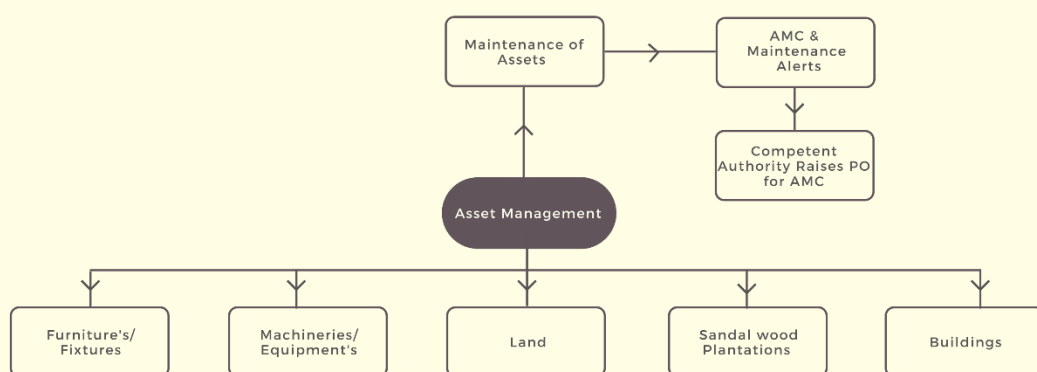 Maintenance of
Assets
AMC &
Maintenance
Alerts
Competent
Authority Raises PO
for AMC
Asset Management
Furniture's/
Fixtures
Machineries/
Equipment's
Land
Sandal wood
Plantations
Buildings